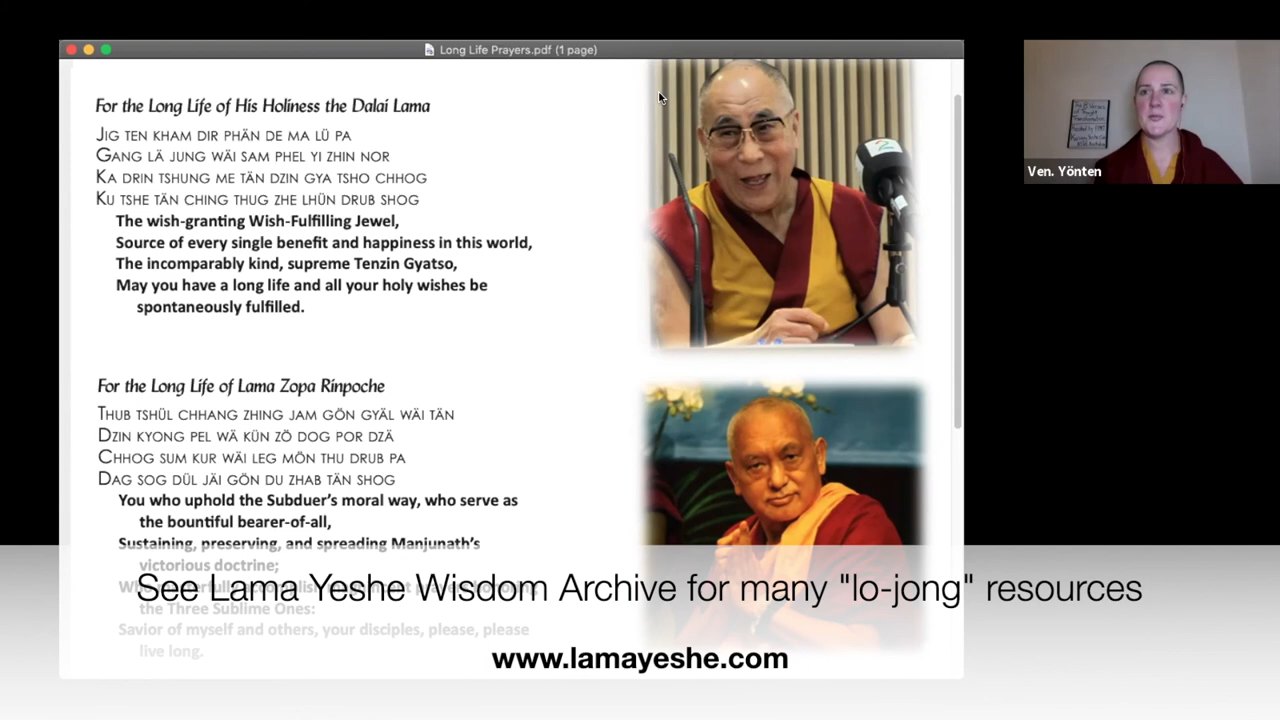 Long Life Prayers.pdf (1 page)
For the Long Life of His Holiness the Dalai Lama
JIG TEN KHAM DIR PHÄN DE MA LÜ PA
GANG LÄ JUNG WÄI SAM PHEL YI ZHIN NOR
KA DRIN TSHUNG ME TÄN DZIN GYA TSHO CHHOG
KU TSHE TÄN CHING THUG ZHE LHÜN DRUB SHOG
The wish-granting Wish-Fulfilling Jewel,
Source of every single benefit and happiness in this world,
The incomparably kind, supreme Tenzin Gyatso,
May you have a long life and all your holy wishes be
spontaneously fulfilled.
For the Long Life of Lama Zopa Rinpoche
THUB TSHÜL CHHANG ZHING JAM GÖN GYÄL WÄI TÄN
DZIN KYONG PEL WÄ KÜN ZÖ DOG POR DZÄ
CHHOG SUM KUR WÄI LEG MÖN THU DRUB PA
DAG SOG DÜL JÄI GÖN DU ZHAB TÄN SHOG
You who uphold the Subduer's moral way, who serve as
the bountiful bearer-of-all,
Sustaining, preserving, and spreading Manjunath's
victorious doctrine;
the Three Sublime Ones:
Savior of myself and others, your disciples, please, please
live long.
See Lama Yeshe Wisdom Archive for many "lo-jong" resources
www.lamayeshe.com
2
Ven. Yönten